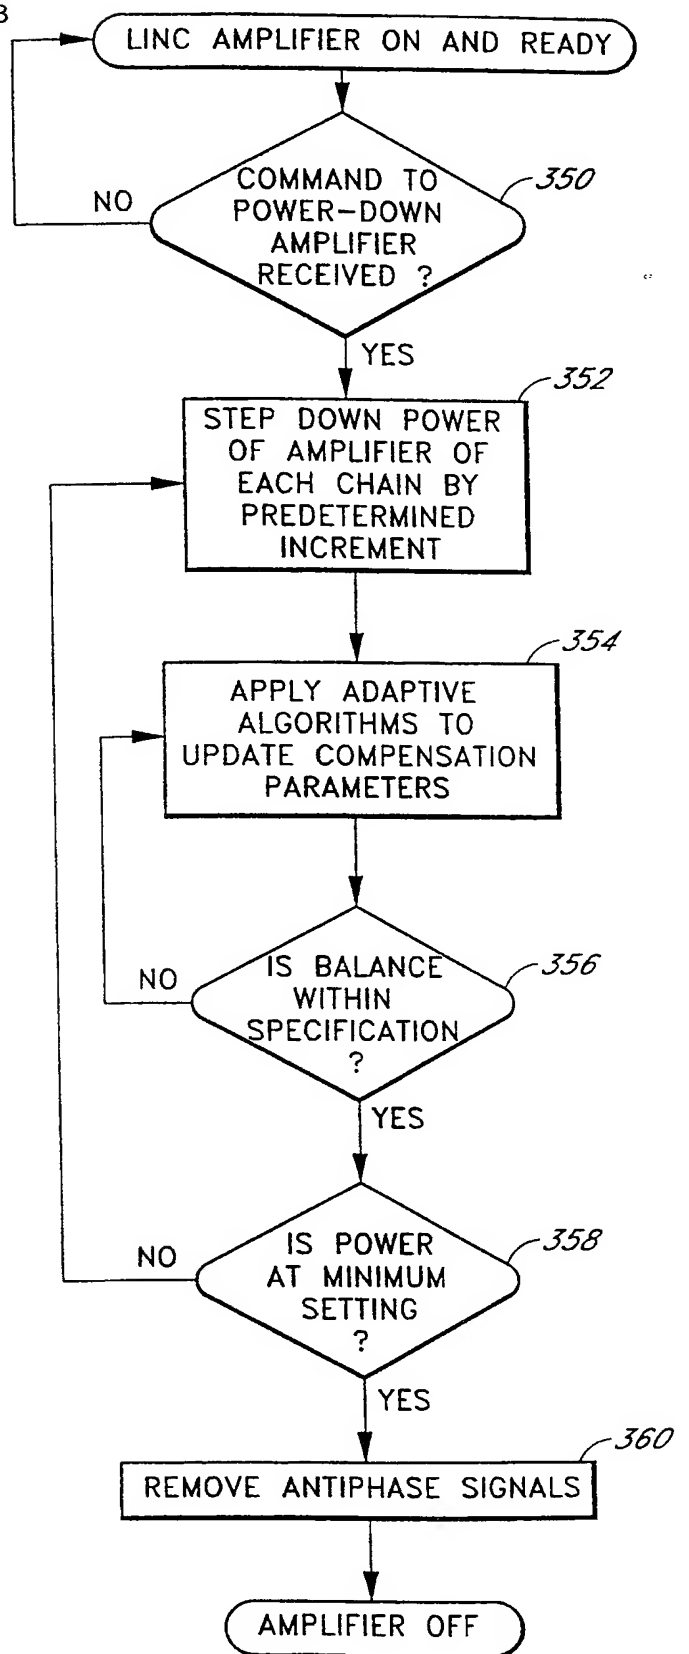 LINC AMPLIFIER ON AND READY
350
COMMAND TO
POWER-DOWN
AMPLIFIER
RECEIVED ?
NO
YES
352
STEP DOWN POWER
OF AMPLIFIER OF
EACH CHAIN BY
PREDETERMINED
INCREMENT
354
APPLY ADAPTIVE
ALGORITHMS TO
UPDATE COMPENSATION
PARAMETERS
356
IS BALANCE
WITHIN
SPECIFICATION
?
NO
YES
358
IS POWER
AT MINIMUM
SETTING
?
NO
YES
360
REMOVE ANTIPHASE SIGNALS
AMPLIFIER OFF